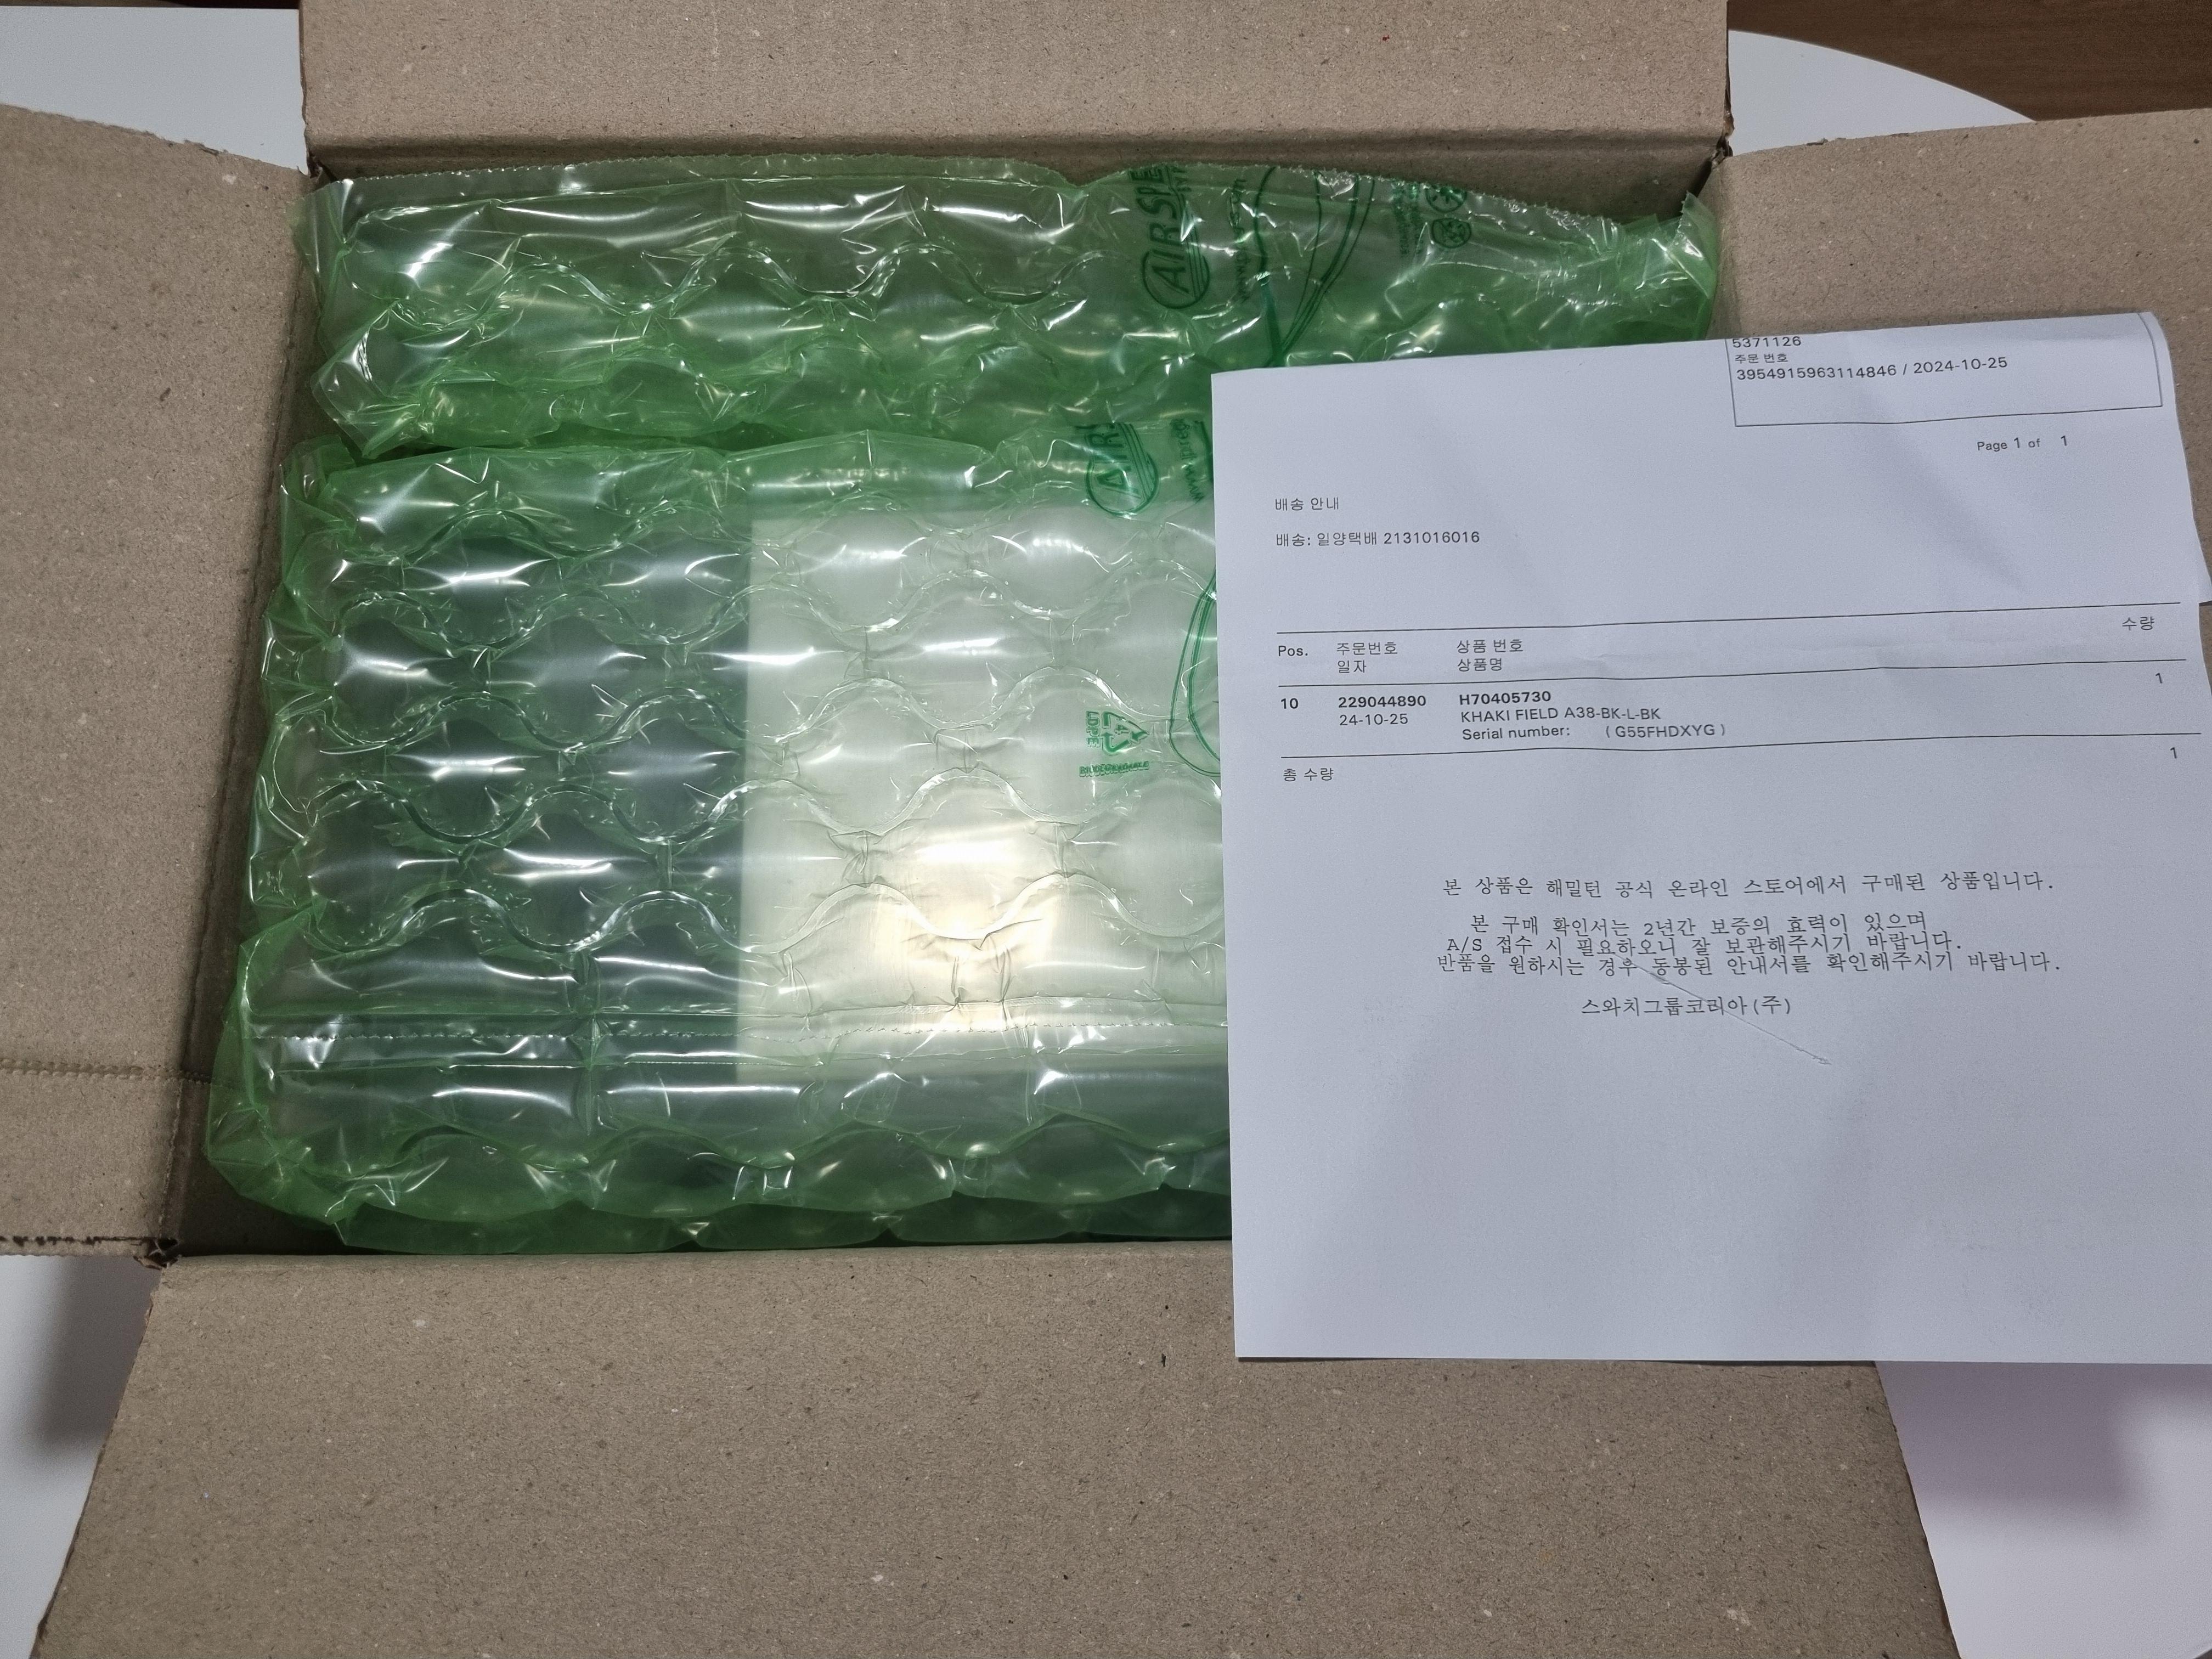 AIRSPE
5371126
주문 번호
3954915963114846 / 2024-10-25
Page 1 of 1
배송 안내
배송: 일양택배 2131016016
수량
Pos. 주문번호 상품 번호
일자 상품명
10 229044890 H70405730 1
24-10-25 KHAKI FIELD A38-BK-L-BK
Serial number: ( G55FHDXYG )
총 수량 1
본 상품은 해밀턴 공식 온라인 스토어에서 구매된 상품입니다.
본 구매 확인서는 2년간 보증의 효력이 있으며
A/S 접수 시 필요하오니 잘 보관해주시기 바랍니다.
반품을 원하시는 경우 동봉된 안내서를 확인해주시기 바랍니다.
스와치그룹코리아(주)